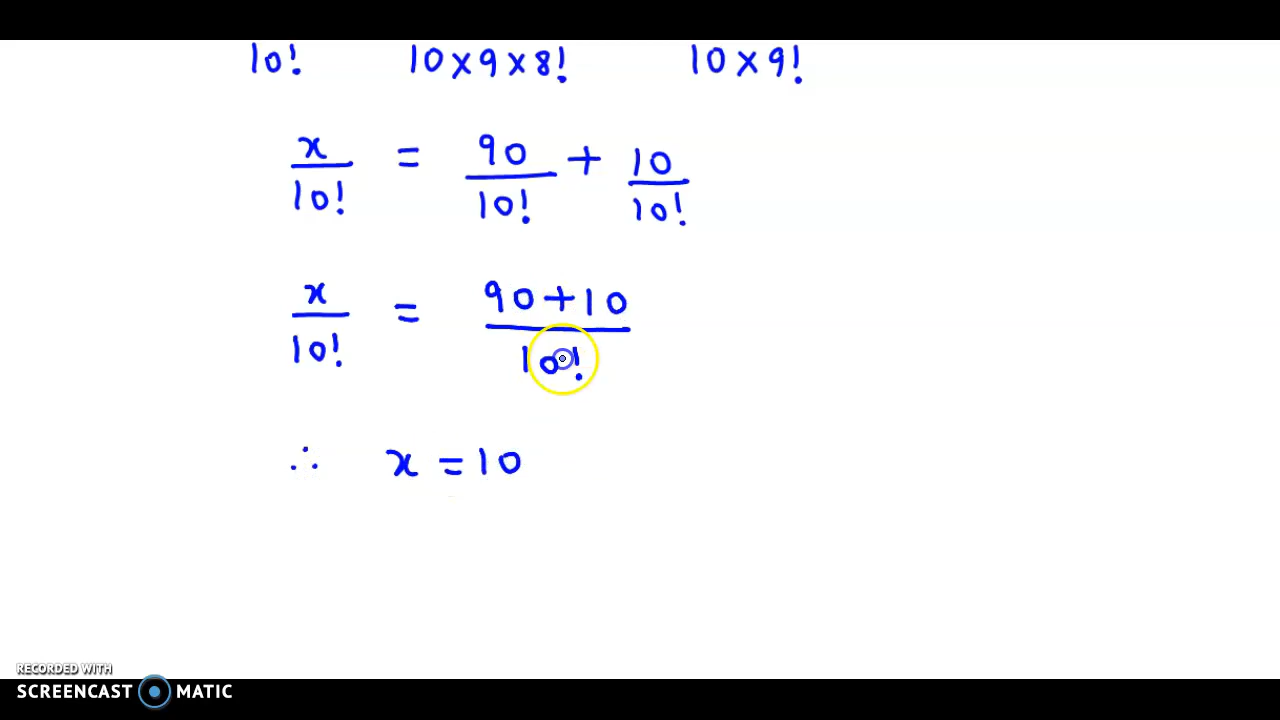 10! 10×9×8! 10×9!
x/10! = 90/10! + 10/10!
x/10! = 90+10/10!
∴ x = 10
RECORDED WITH
SCREENCAST MATIC